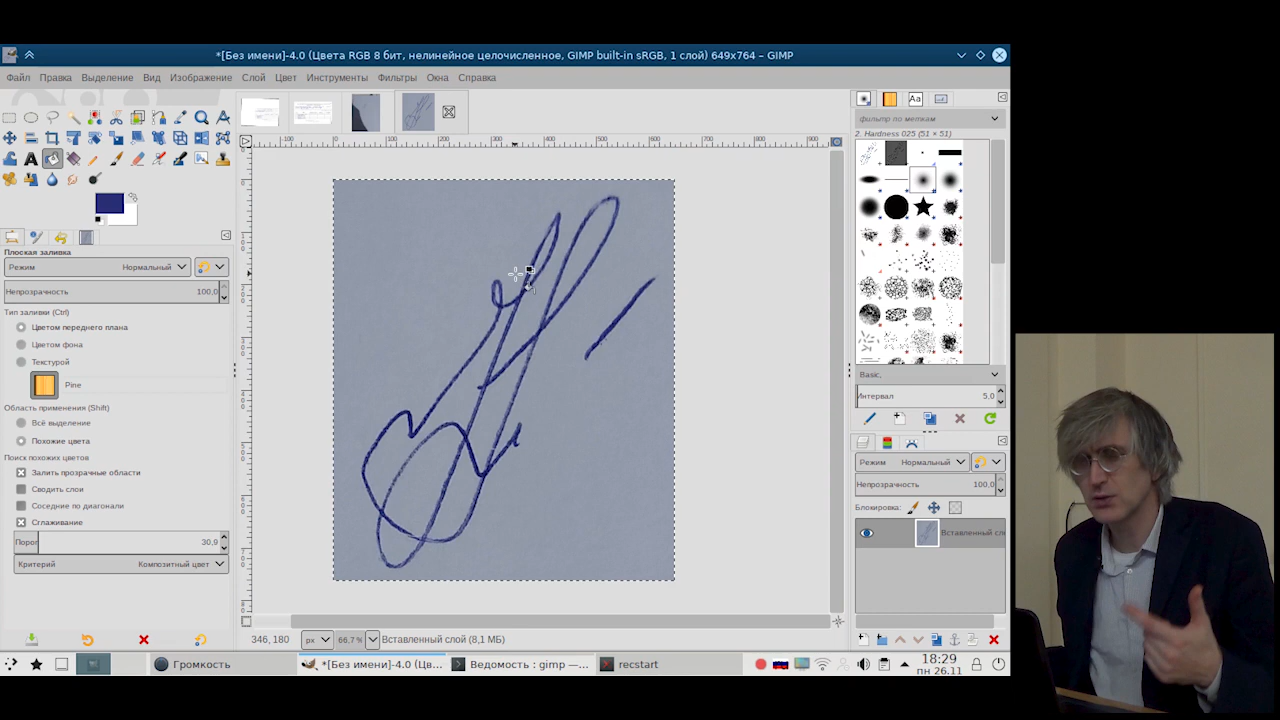 *[Без имени]-4.0 (Цвета RGB 8 бит, нелинейное целочисленное, GIMP built-in sRGB, 1 слой) 649x764 – GIMP
Файл Правка Выделение Вид Изображение Слой Цвет Инструменты Фильтры Окна Справка
фильтр по меткам
2. Hardness 025 (51 × 51)
Плоская заливка
Режим Нормальный
Непрозрачность 100,0
Тип заливки (Ctrl)
Цветом переднего плана
Цветом фона
Текстурой
Pine
Область применения (Shift)
Всё выделение
Похожие цвета
Поиск похожих цветов
Залить прозрачные области
Сводить слои
Соседние по диагонали
Сглаживание
Порог 30,9
Критерий Композитный цвет
Basic,
Интервал 5,0
Режим Нормальный
Непрозрачность 100,0
Блокировка:
Вставленный сл
346, 180 px 66.7% Вставленный слой (8,1 МБ)
Громкость *[Без имени]-4.0 (Цв... Ведомость : gimp —... recstart
18:29
пн 26.11